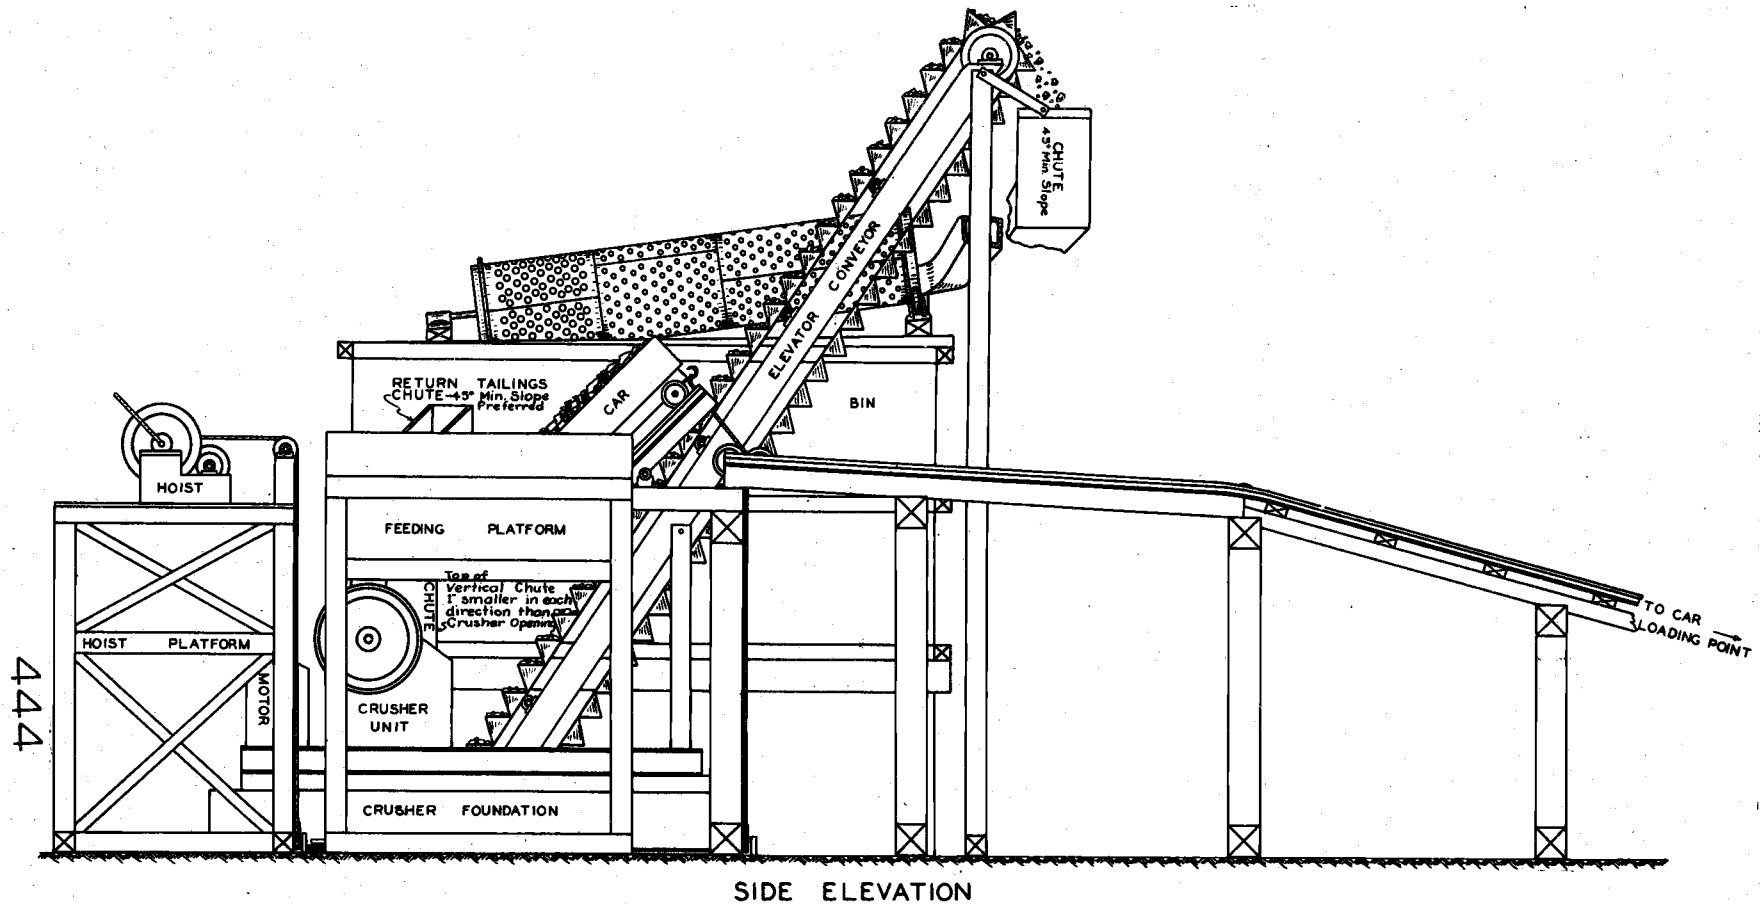 CHUTE
45° Min. Slope
ELEVATOR CONVEYOR
RETURN TAILINGS
CHUTE-45° Min. Slope
Preferred
CAR
BIN
HOIST
FEEDING PLATFORM
Top of
Vertical Chute
1" smaller in each
direction than
Crusher Opening
CHUTE
HOIST PLATFORM
MOTOR
CRUSHER
UNIT
CRUSHER FOUNDATION
TO CAR
LOADING POINT
444
SIDE ELEVATION